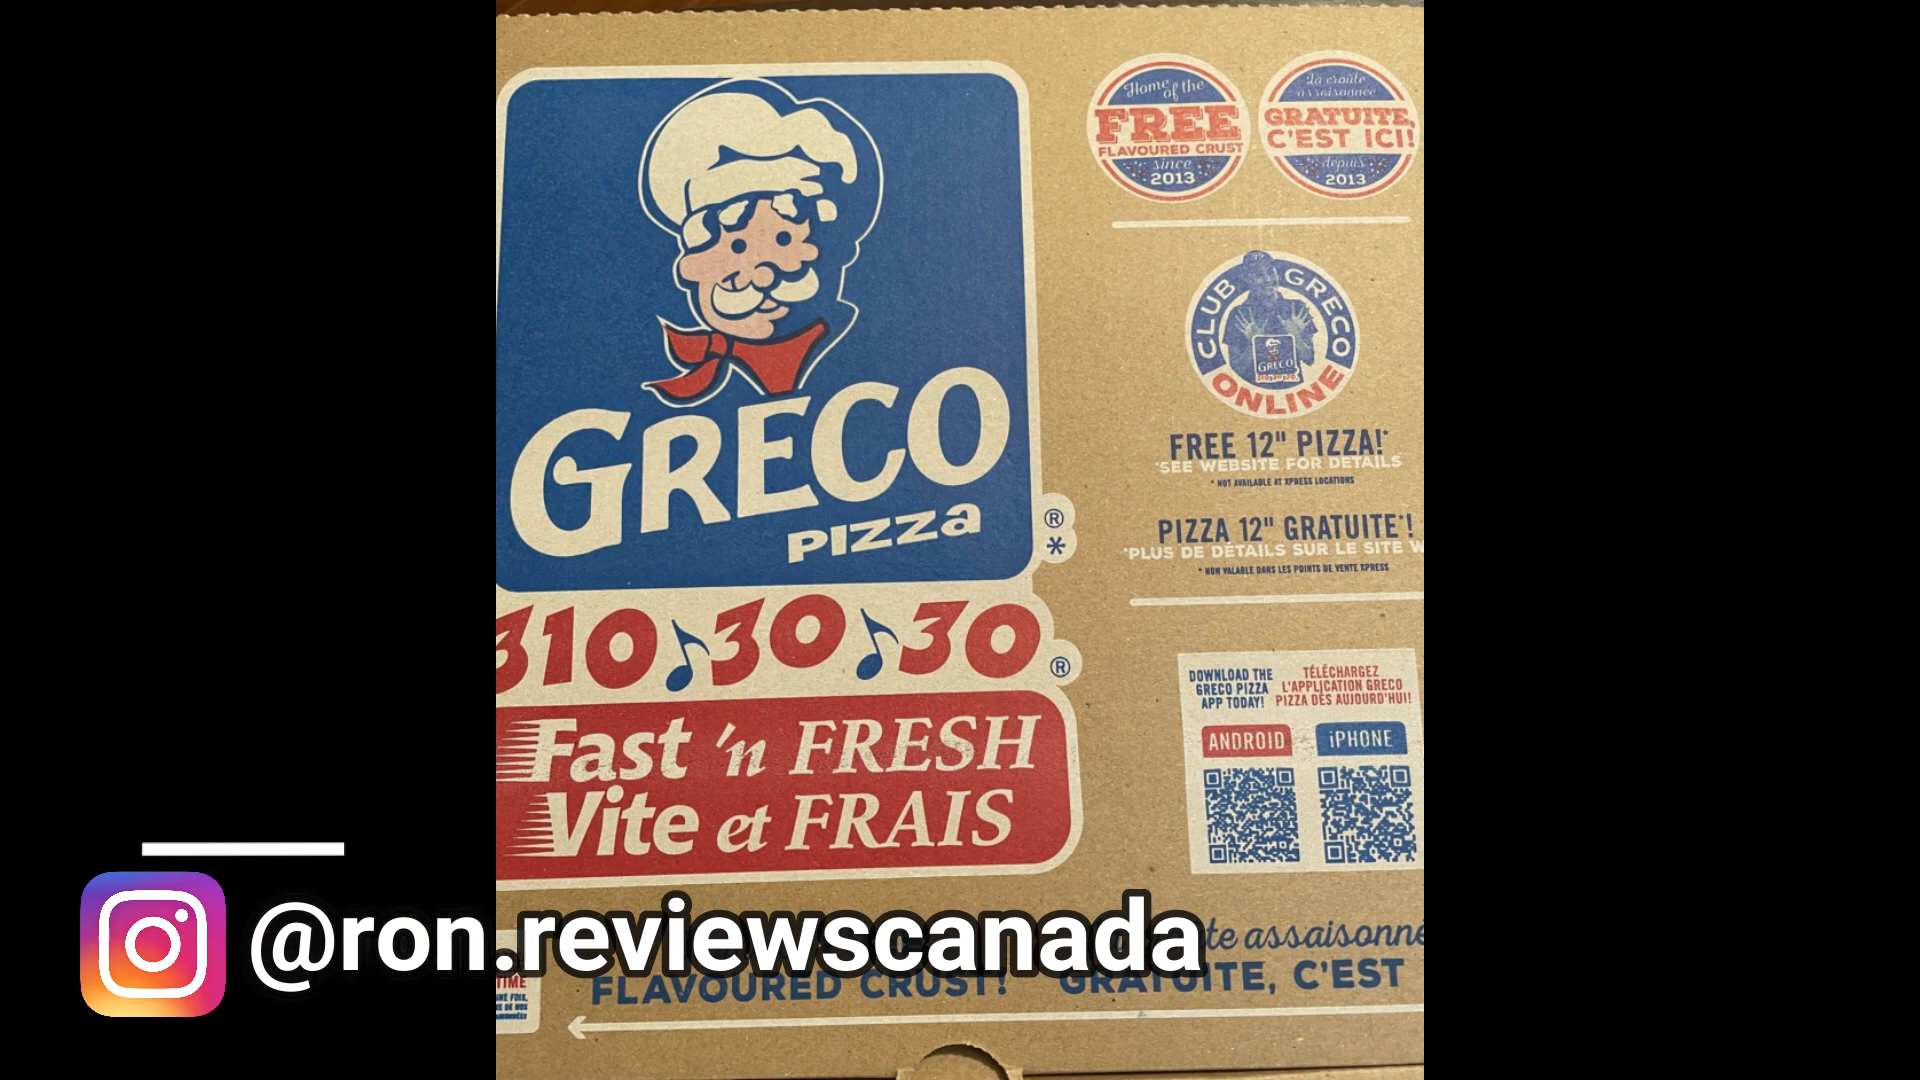 GRECO
PIZZA
®
*
310 30 30
®
Fast 'n FRESH
Vite et FRAIS
Home of the
FREE
FLAVOURED CRUST
since
2013
La croûte
assaisonnée
GRATUITE,
C'EST ICI!
depuis
2013
CLUB GRECO
GRECO
ONLINE
FREE 12" PIZZA!*
*SEE WEBSITE FOR DETAILS
* NOT AVAILABLE AT XPRESS LOCATIONS
PIZZA 12" GRATUITE*!
*PLUS DE DÉTAILS SUR LE SITE W
* NON VALABLE DANS LES POINTS DE VENTE XPRESS
DOWNLOAD THE
GRECO PIZZA
APP TODAY!
TÉLÉCHARGEZ
L'APPLICATION GRECO
PIZZA DÈS AUJOURD'HUI!
ANDROID
iPHONE
@ron.reviewscanada
te assaisonné
FLAVOURED CRUST! GRATUITE, C'EST
TIME